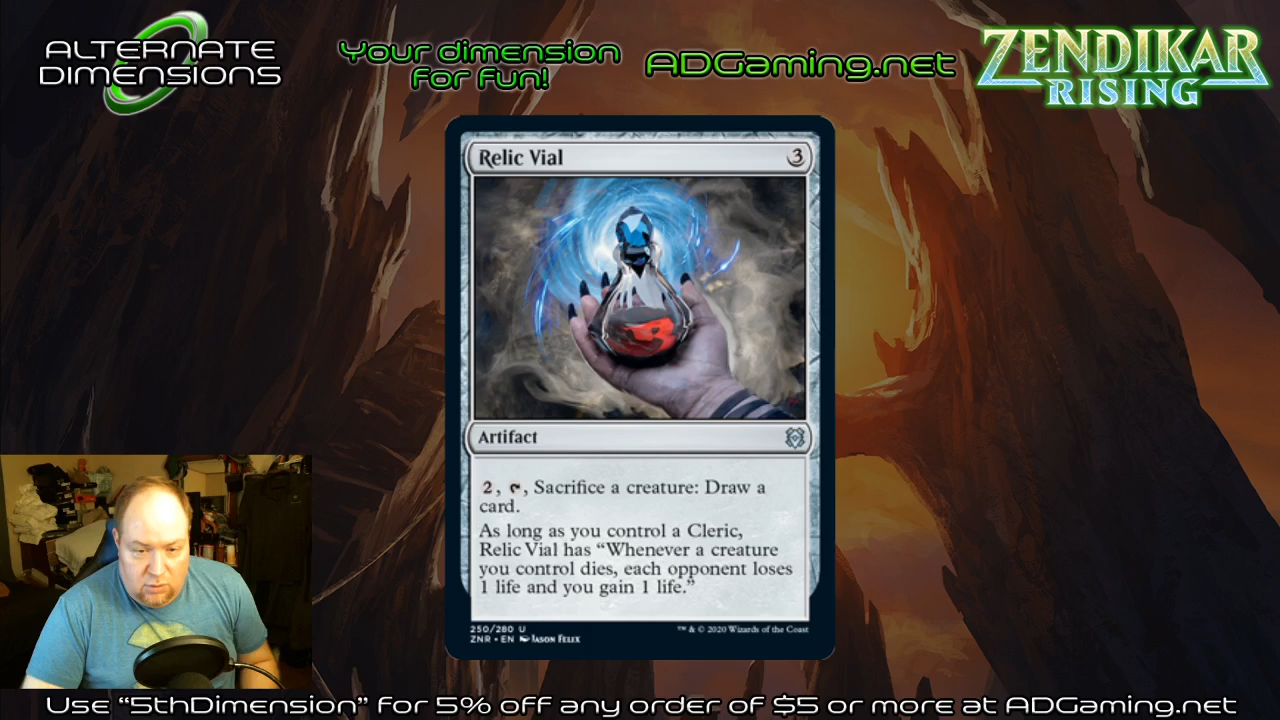 ALTERNATE
DIMENSIONS
Your dimension
for fun!
ADGaming.net
ZENDIKAR
RISING
Relic Vial 3
Artifact
2, , Sacrifice a creature: Draw a
card.
As long as you control a Cleric,
Relic Vial has “Whenever a creature
you control dies, each opponent loses
1 life and you gain 1 life.”
250/280 U
ZNR • EN Jason Felix
™ & © 2020 Wizards of the Coast
Use “5thDimension” for 5% off any order of $5 or more at ADGaming.net